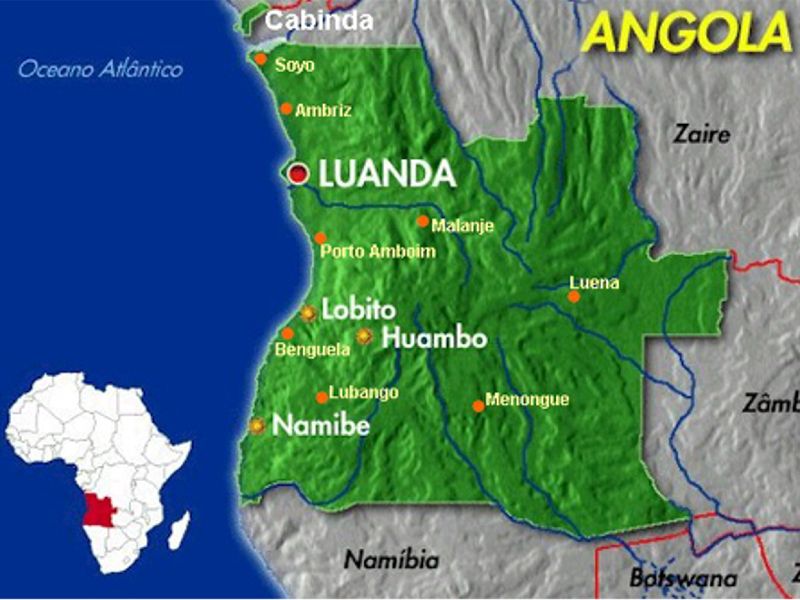 Cabinda
ANGOLA
Oceano Atlântico
Soyo
Ambriz
Zaire
LUANDA
Malanje
Porto Amboim
Luena
Lobito
Huambo
Benguela
Lubango
Menongue
Zâmb
Namibe
Namíbia
Botswana
Z